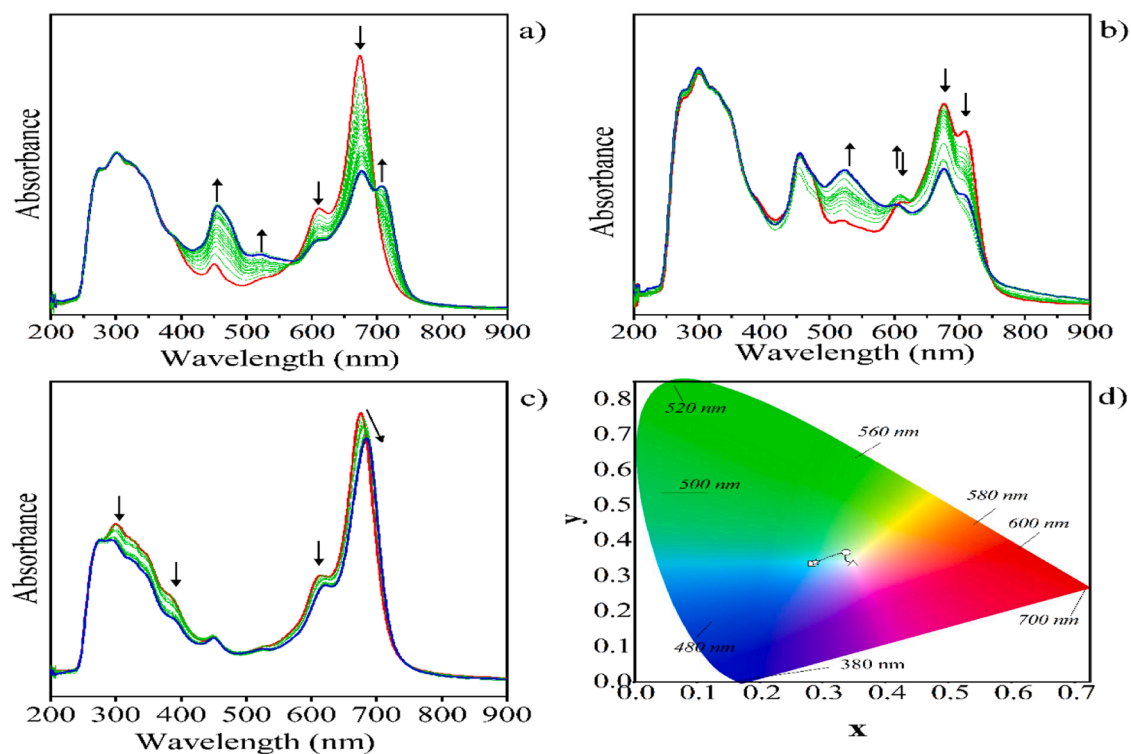 a)
Absorbance
200 300 400 500 600 700 800 900
Wavelength (nm)
b)
Absorbance
200 300 400 500 600 700 800 900
Wavelength (nm)
c)
Absorbance
200 300 400 500 600 700 800 900
Wavelength (nm)
d)
0.8
0.7
0.6
0.5
0.4
0.3
0.2
0.1
0.0
y
520 nm
560 nm
500 nm
580 nm
600 nm
700 nm
480 nm
380 nm
0.0 0.1 0.2 0.3 0.4 0.5 0.6 0.7
x